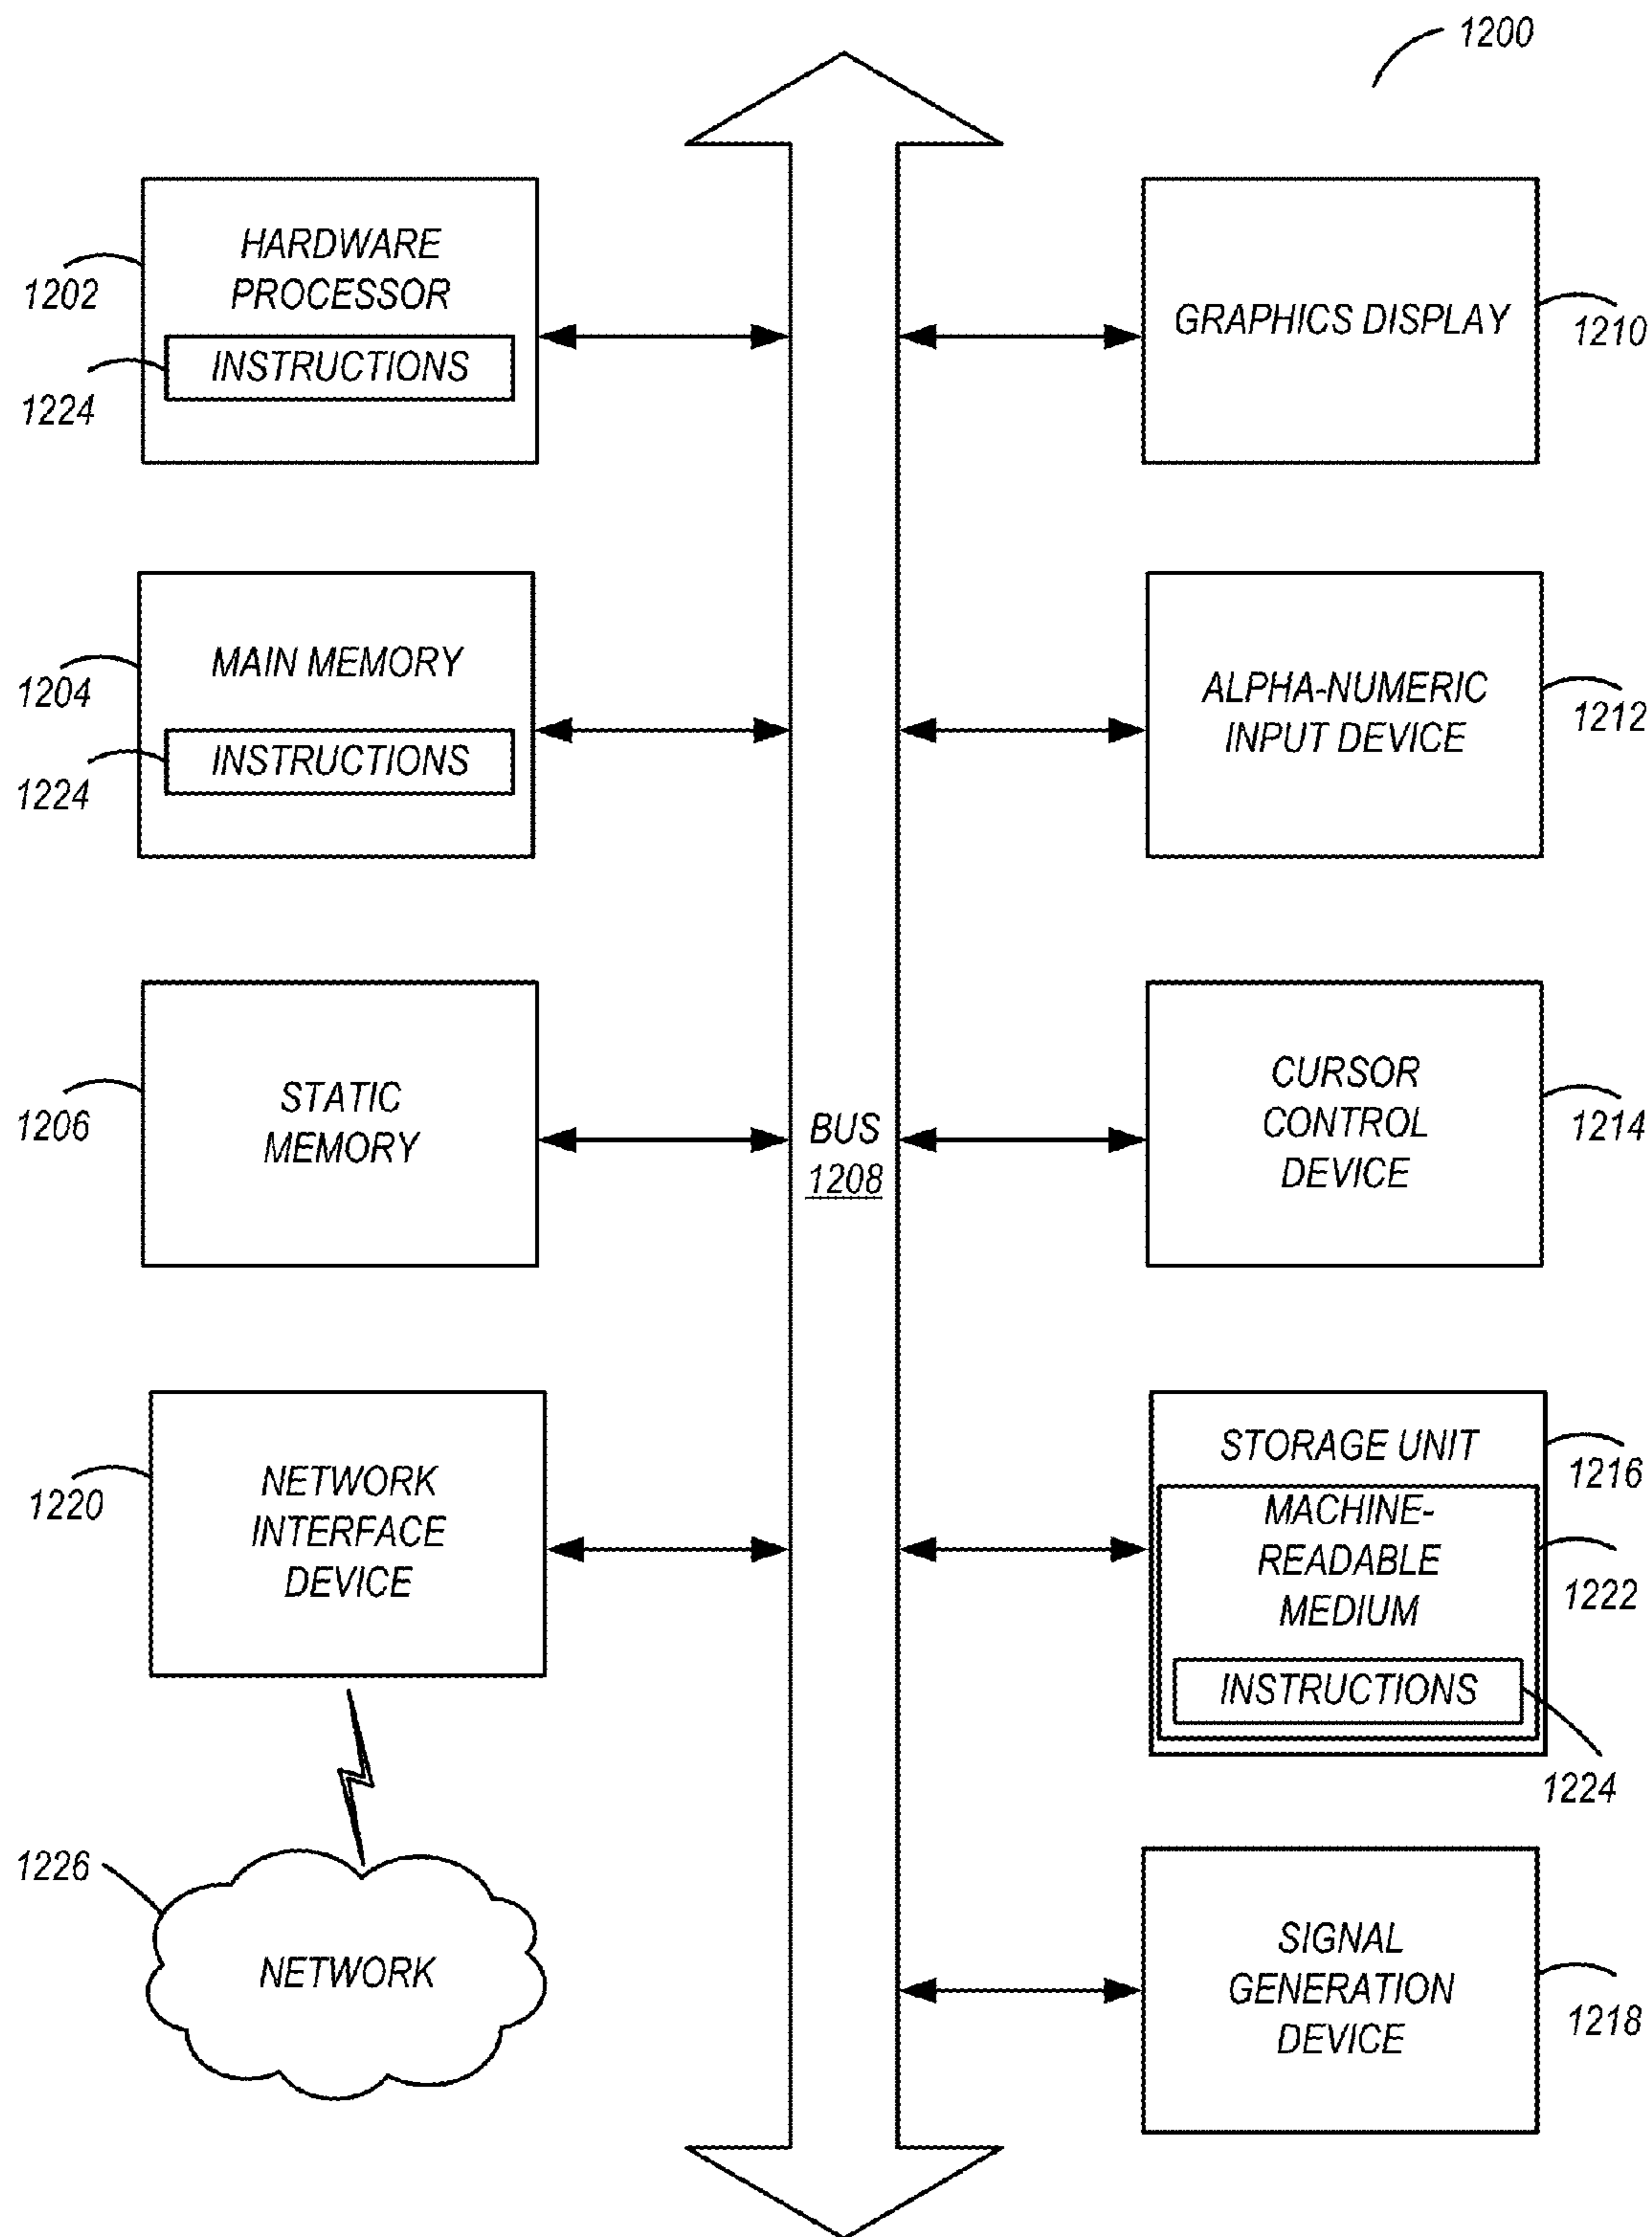 1200
HARDWARE
PROCESSOR
1202
INSTRUCTIONS
1224
GRAPHICS DISPLAY
1210
MAIN MEMORY
1204
INSTRUCTIONS
1224
ALPHA-NUMERIC
INPUT DEVICE
1212
STATIC
MEMORY
1206
BUS
1208
CURSOR
CONTROL
DEVICE
1214
NETWORK
INTERFACE
DEVICE
1220
STORAGE UNIT
1216
MACHINE-
READABLE
MEDIUM
1222
INSTRUCTIONS
1224
1226
NETWORK
SIGNAL
GENERATION
DEVICE
1218